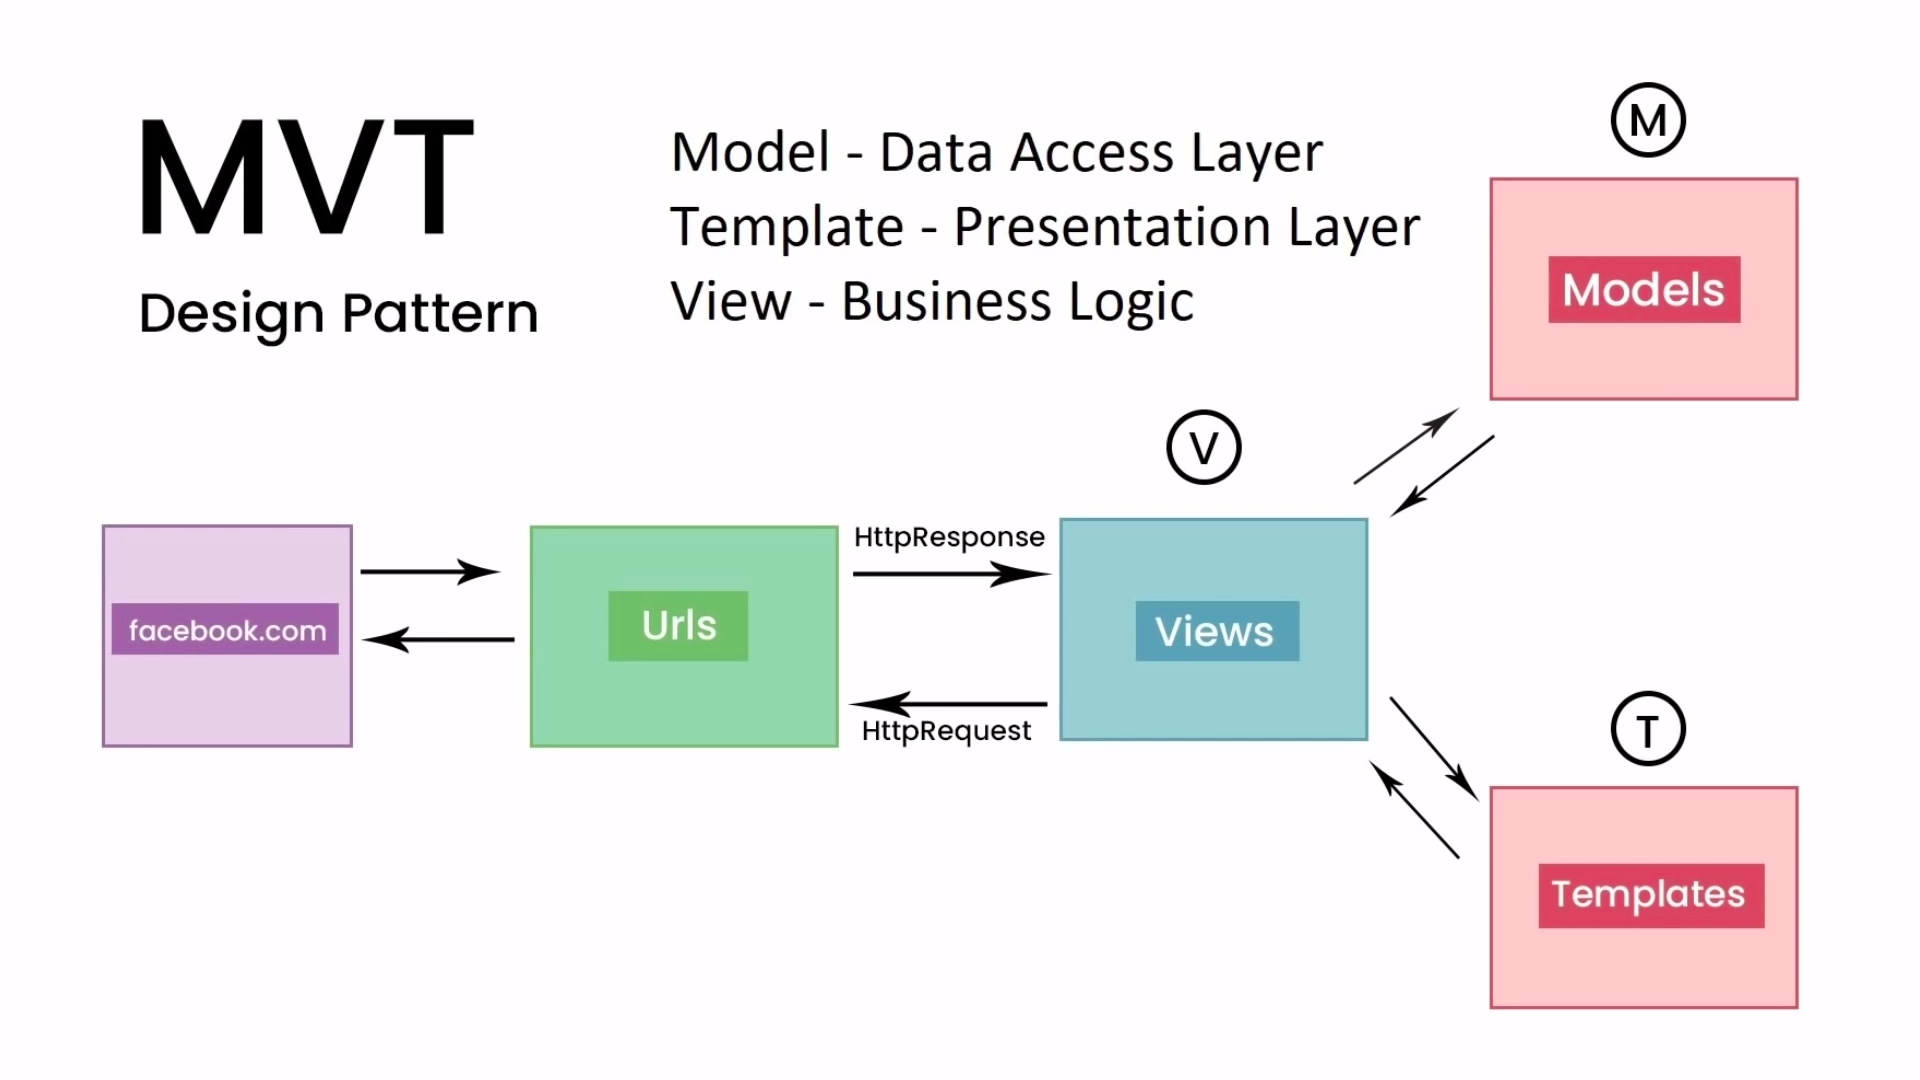 MVT
Design Pattern
Model - Data Access Layer
Template - Presentation Layer
View - Business Logic
M
Models
V
facebook.com
Urls
HttpResponse
HttpRequest
Views
T
Templates